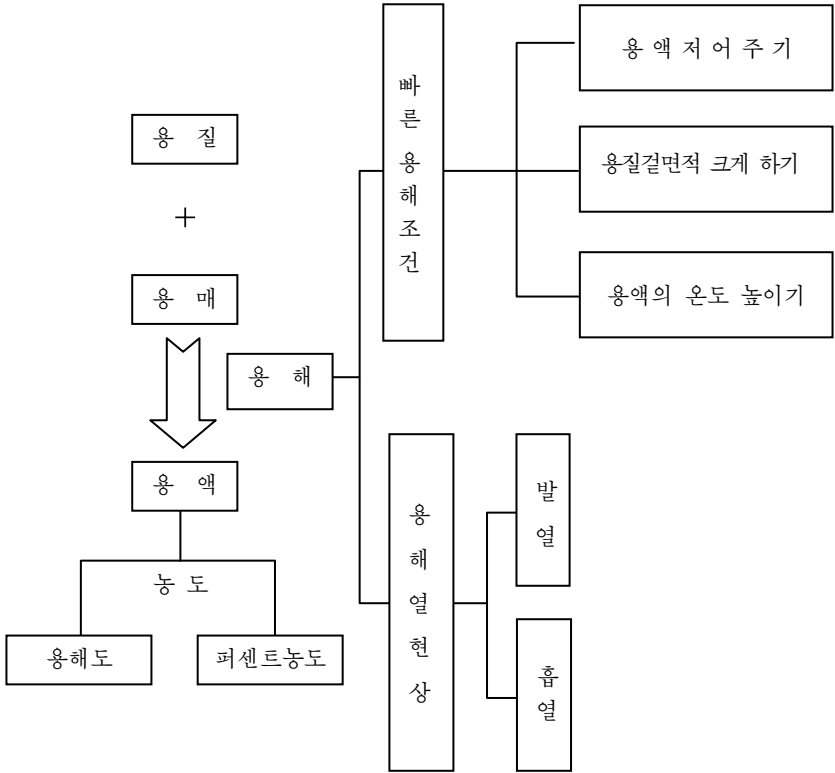 용 질
+
용 매
용 해
용 액
농 도
용해도
퍼센트농도
빠른용해조건
용액저어주기
용질겉면적 크게 하기
용액의 온도 높이기
용해열현상
발열
흡열